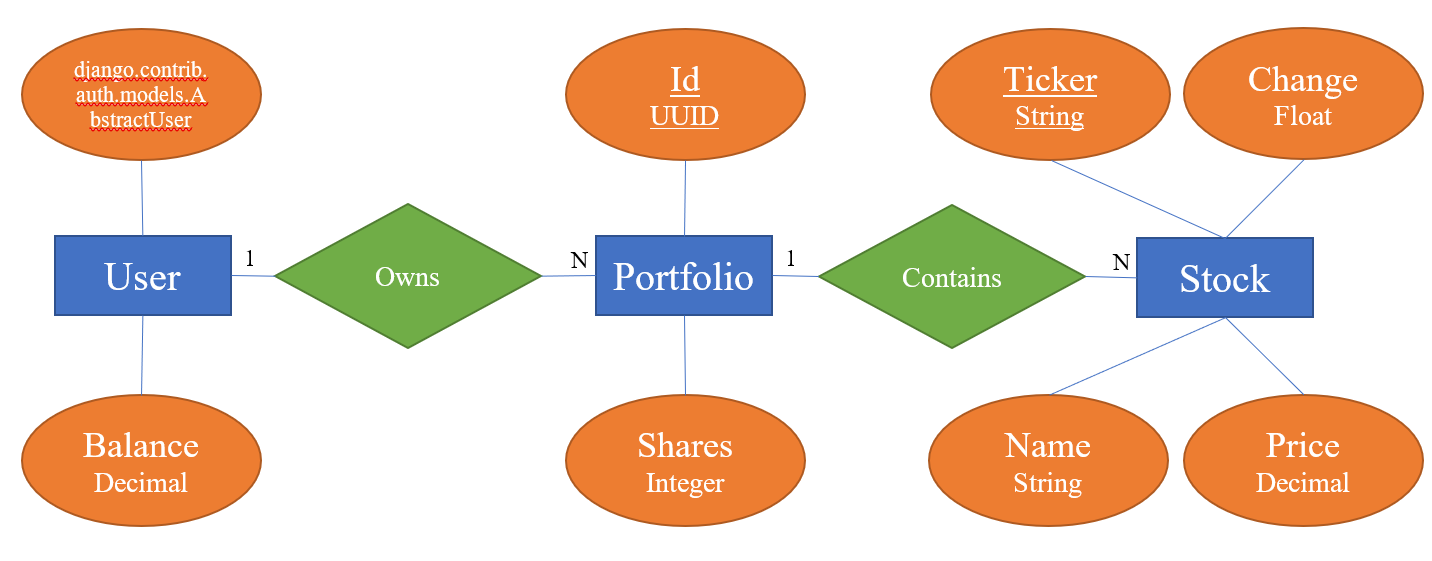 django.contrib.
auth.models.A
bstractUser
Id
UUID
Ticker
String
Change
Float
User
1
Owns
N
Portfolio
1
Contains
N
Stock
Balance
Decimal
Shares
Integer
Name
String
Price
Decimal